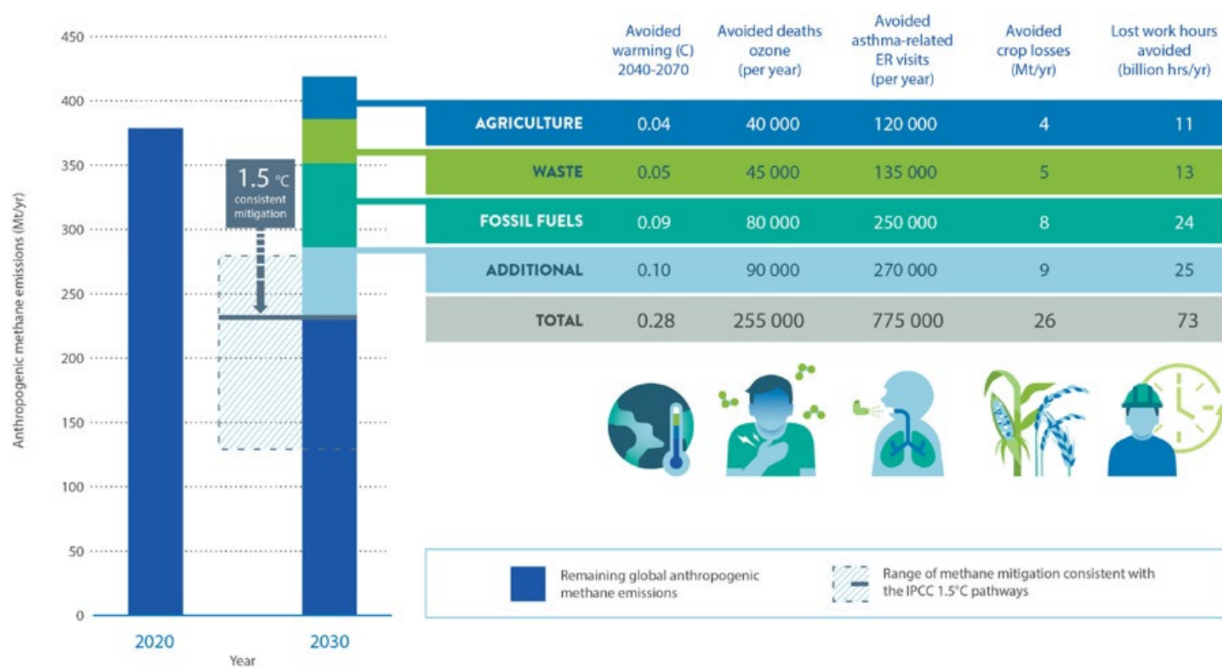 Avoided warming (C) 2040-2070
Avoided deaths ozone (per year)
Avoided asthma-related ER visits (per year)
Avoided crop losses (Mt/yr)
Lost work hours avoided (billion hrs/yr)
AGRICULTURE 0.04 40 000 120 000 4 11
WASTE 0.05 45 000 135 000 5 13
FOSSIL FUELS 0.09 80 000 250 000 8 24
ADDITIONAL 0.10 90 000 270 000 9 25
TOTAL 0.28 255 000 775 000 26 73
Anthropogenic methane emissions (Mt/yr)
450
400
350
300
250
200
150
100
50
0
1.5 °C
consistent
mitigation
2020
2030
Year
Remaining global anthropogenic
methane emissions
Range of methane mitigation consistent with
the IPCC 1.5°C pathways